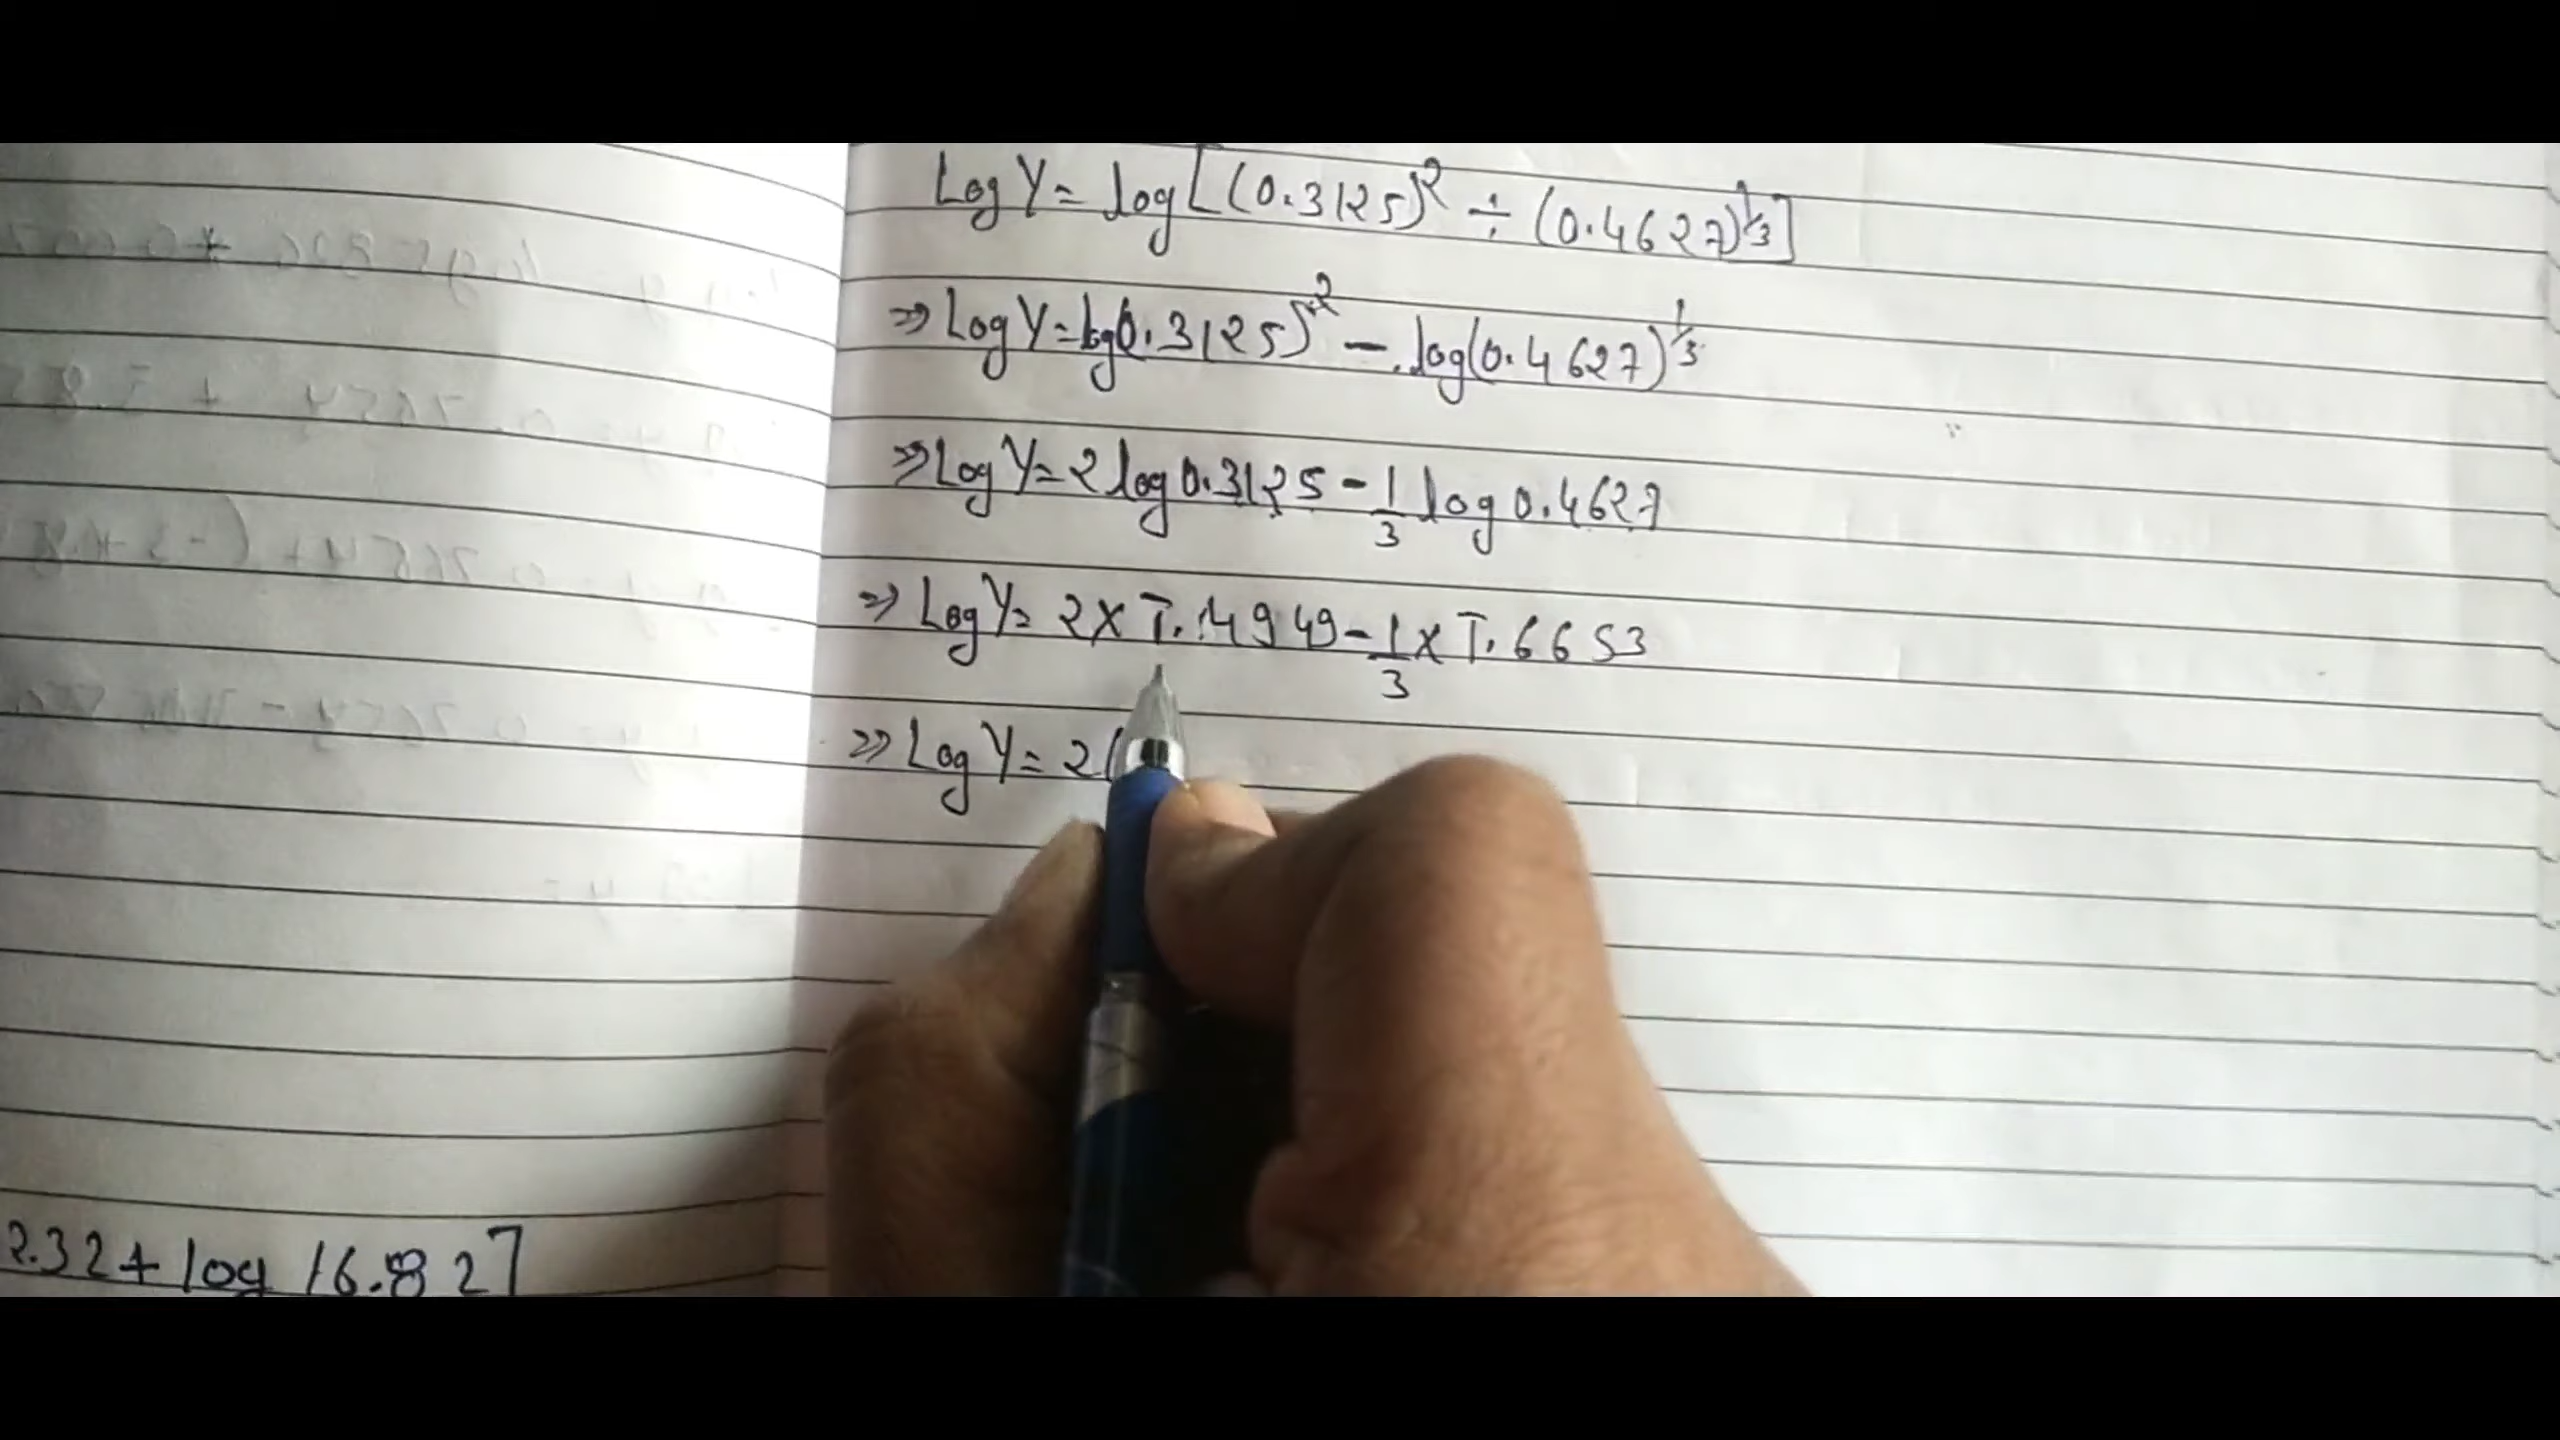 Log Y = log[(0.3125)² ÷ (0.4627)^1/3]
⇒ Log Y = log(0.3125)² - log(0.4627)^1/3
⇒ Log Y = 2 log 0.3125 - 1/3 log 0.4627
⇒ Log Y = 2 × 1̅.4949 - 1/3 × 1̅.6653
⇒ Log Y = 2(
2.32 + log 16.827